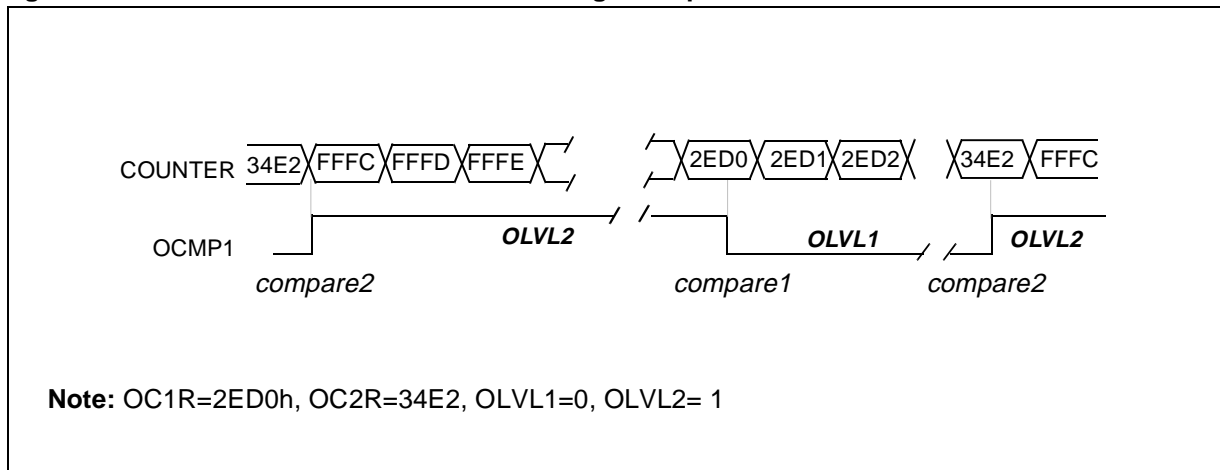 COUNTER 34E2 FFFC FFFD FFFE 2ED0 2ED1 2ED2 34E2 FFFC
OCMP1 OLVL2 OLVL1 OLVL2
compare2 compare1 compare2
Note: OC1R=2ED0h, OC2R=34E2, OLVL1=0, OLVL2= 1